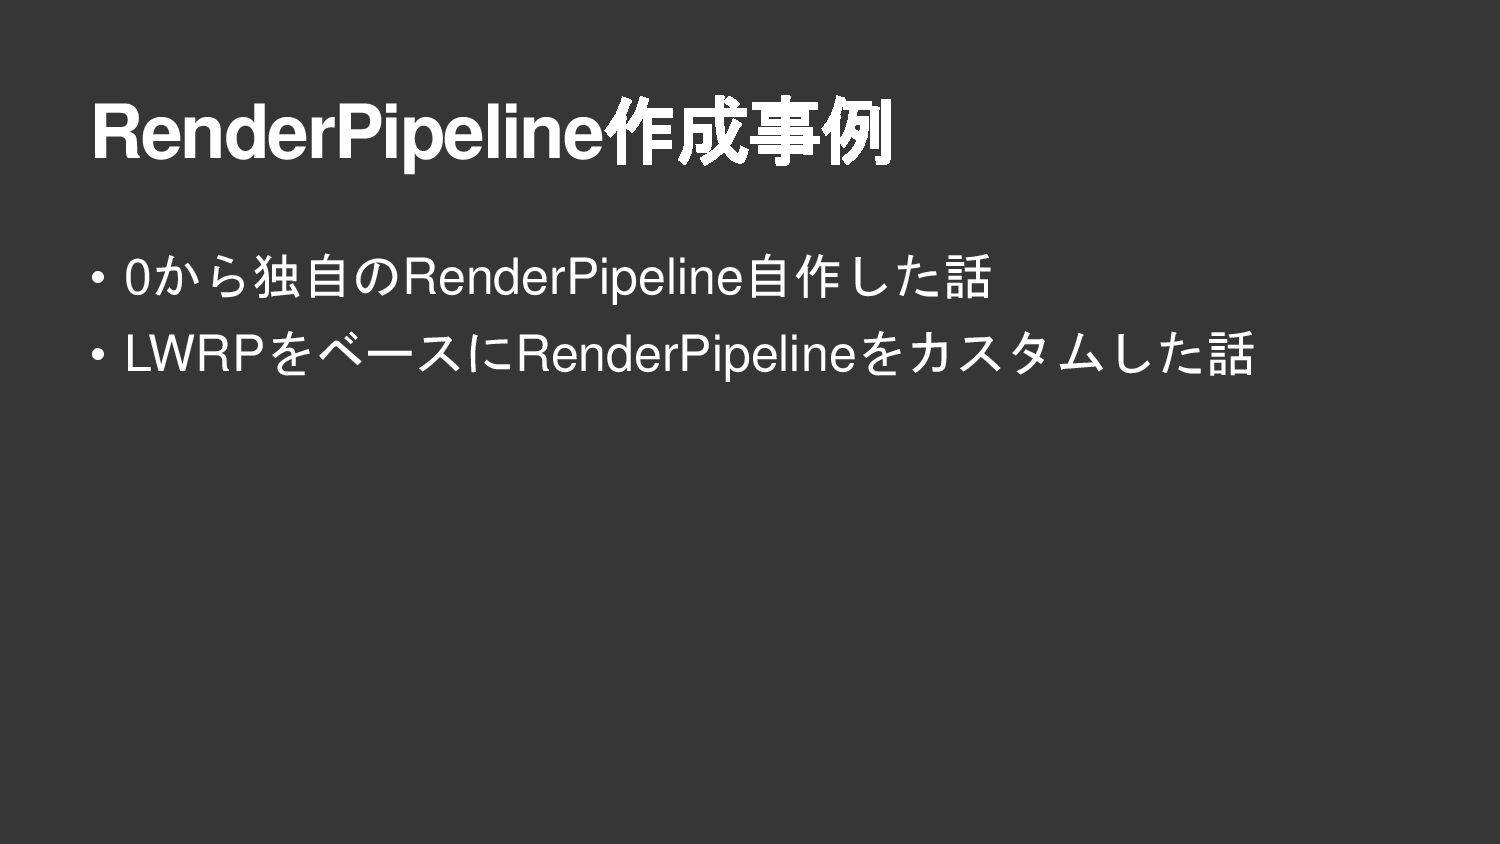 RenderPipeline作成事例
• 0から独自のRenderPipeline自作した話
• LWRPをベースにRenderPipelineをカスタムした話